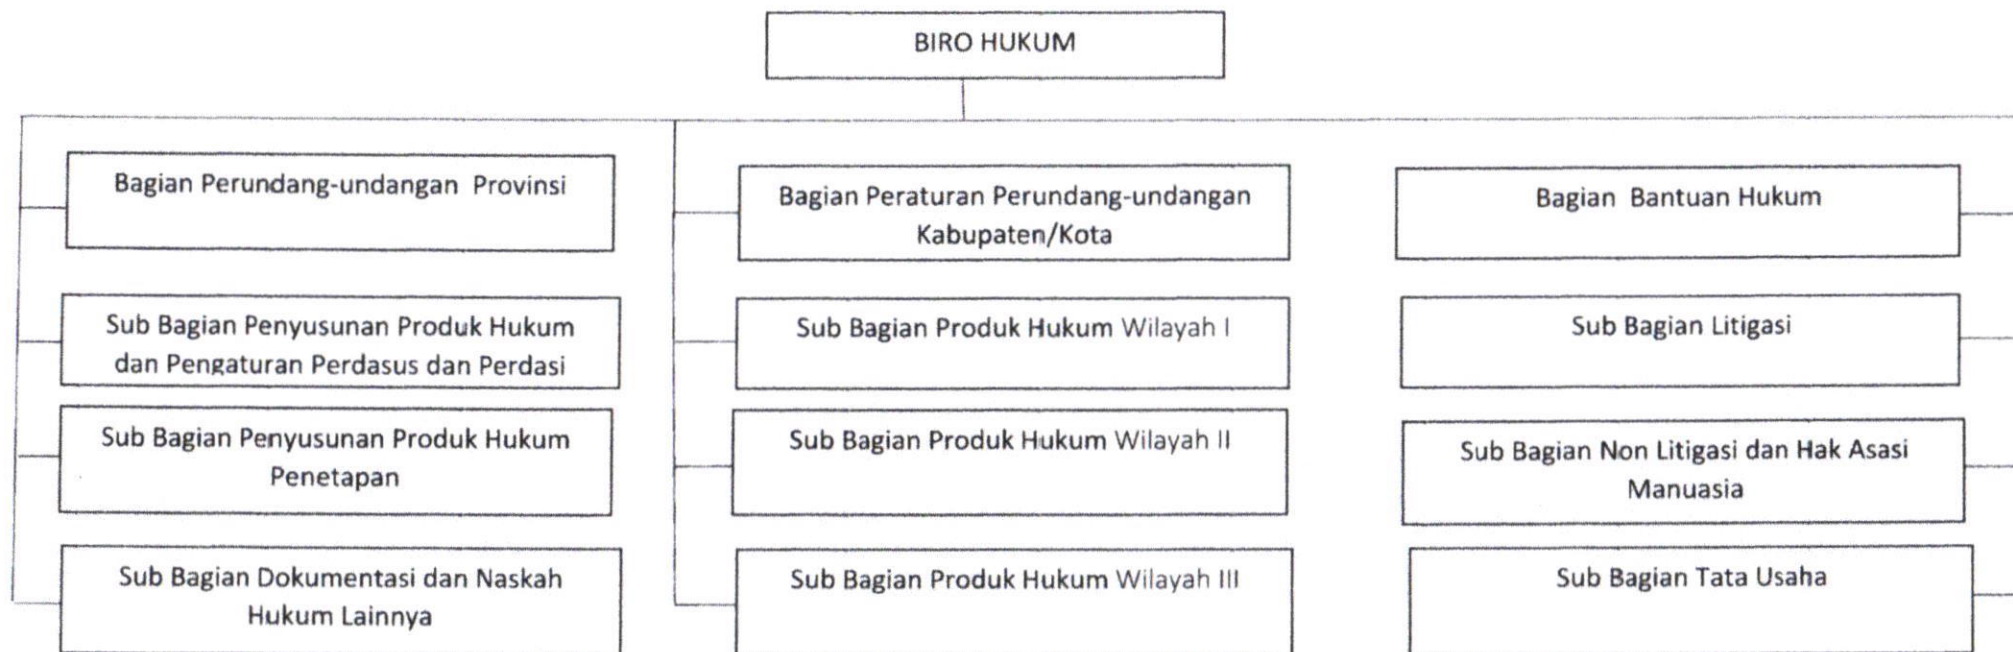 BIRO HUKUM
Bagian Perundang-undangan Provinsi
Bagian Peraturan Perundang-undangan
Kabupaten/Kota
Bagian Bantuan Hukum
Sub Bagian Penyusunan Produk Hukum
dan Pengaturan Perdasus dan Perdasi
Sub Bagian Produk Hukum Wilayah I
Sub Bagian Litigasi
Sub Bagian Penyusunan Produk Hukum
Penetapan
Sub Bagian Produk Hukum Wilayah II
Sub Bagian Non Litigasi dan Hak Asasi
Manuasia
Sub Bagian Dokumentasi dan Naskah
Hukum Lainnya
Sub Bagian Produk Hukum Wilayah III
Sub Bagian Tata Usaha